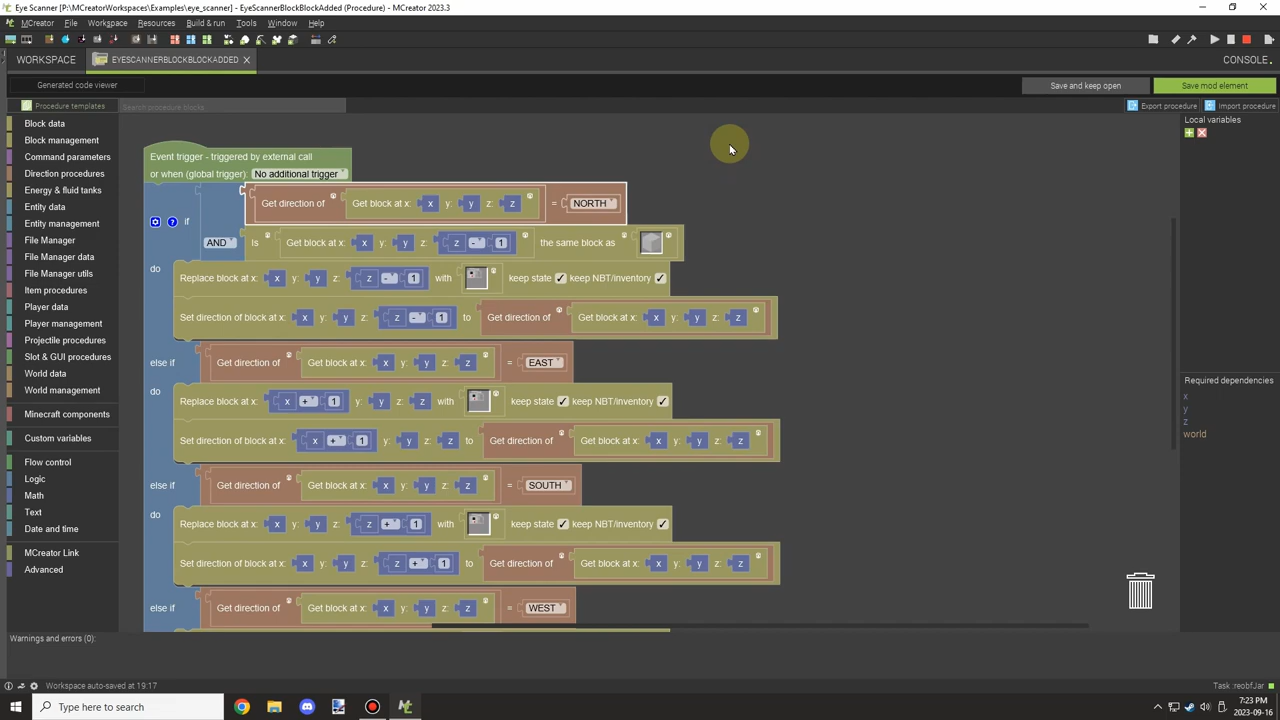 Eye Scanner [P:\MCreatorWorkspaces\Examples\eye_scanner] - EyeScannerBlockBlockAdded (Procedure) - MCreator 2023.3
MCreator File Workspace Resources Build & run Tools Window Help
WORKSPACE EYESCANNERBLOCKBLOCKADDED CONSOLE
Generated code viewer Save and keep open Save mod element
Procedure templates Search procedure blocks Export procedure Import procedure
Local variables
Block data
Block management
Command parameters
Direction procedures
Energy & fluid tanks
Entity data
Entity management
File Manager
File Manager data
File Manager utils
Item procedures
Player data
Player management
Projectile procedures
Slot & GUI procedures
World data
World management
Minecraft components
Custom variables
Flow control
Logic
Math
Text
Date and time
MCreator Link
Advanced
Event trigger - triggered by external call
or when (global trigger): No additional trigger
if Get direction of Get block at x: x y: y z: z = NORTH
AND Is Get block at x: x y: y z: z - 1 the same block as
do Replace block at x: x y: y z: z - 1 with keep state keep NBT/inventory
Set direction of block at x: x y: y z: z - 1 to Get direction of Get block at x: x y: y z: z
else if Get direction of Get block at x: x y: y z: z = EAST
do Replace block at x: x + 1 y: y z: z with keep state keep NBT/inventory
Set direction of block at x: x + 1 y: y z: z to Get direction of Get block at x: x y: y z: z
else if Get direction of Get block at x: x y: y z: z = SOUTH
do Replace block at x: x y: y z: z + 1 with keep state keep NBT/inventory
Set direction of block at x: x y: y z: z + 1 to Get direction of Get block at x: x y: y z: z
else if Get direction of Get block at x: x y: y z: z = WEST
Required dependencies
x
y
z
world
Warnings and errors (0):
Workspace auto-saved at 19:17 Task :reobfJar
Type here to search
7:23 PM
2023-09-16